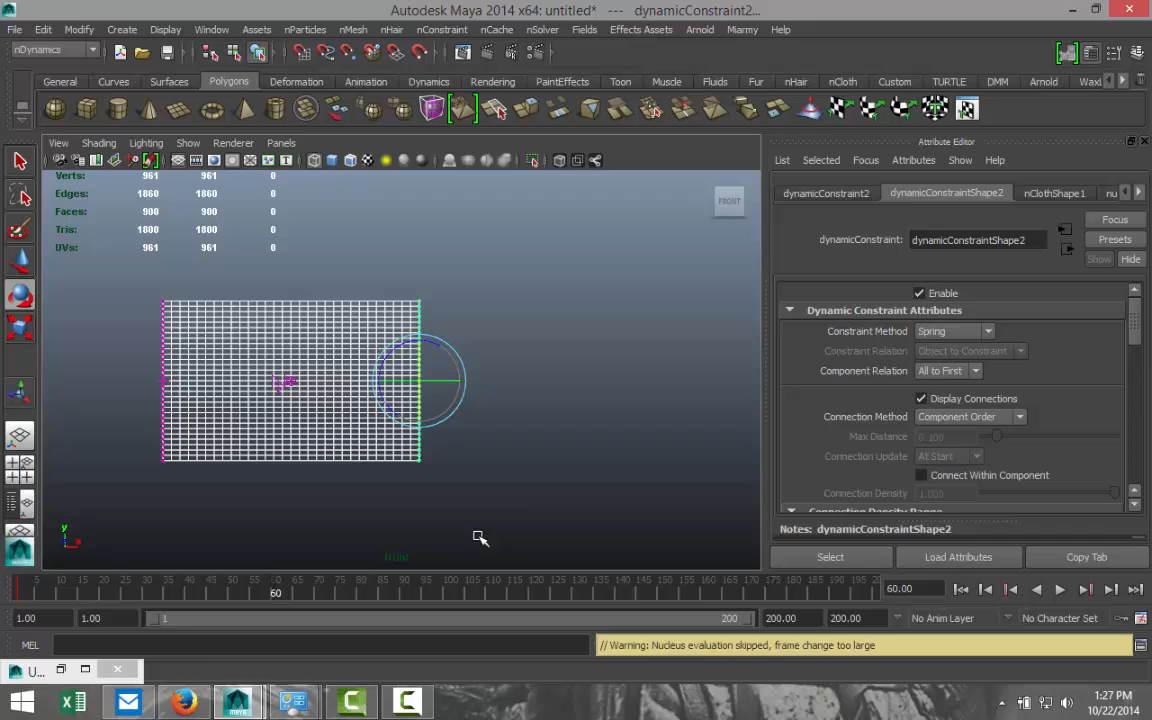 Autodesk Maya 2014 x64: untitled* --- dynamicConstraint2...
File Edit Modify Create Display Window Assets nParticles nMesh nHair nConstraint nCache nSolver Fields Effects Assets Arnold Miarmy Help
nDynamics
General Curves Surfaces Polygons Deformation Animation Dynamics Rendering PaintEffects Toon Muscle Fluids Fur nHair nCloth Custom TURTLE DMM Arnold
View Shading Lighting Show Renderer Panels
Verts: 961 961 0
Edges: 1860 1860 0
Faces: 900 900 0
Tris: 1800 1800 0
UVs: 961 961 0
FRONT
front
y
Attribute Editor
List Selected Focus Attributes Show Help
dynamicConstraint2 dynamicConstraintShape2 nClothShape1 nu
dynamicConstraint: dynamicConstraintShape2
Focus
Presets
Show Hide
Enable
Dynamic Constraint Attributes
Constraint Method Spring
Constraint Relation Object to Constraint
Component Relation All to First
Display Connections
Connection Method Component Order
Max Distance 0.100
Connection Update At Start
Connect Within Component
Connection Density 1.000
Connection Density Range
Notes: dynamicConstraintShape2
Select Load Attributes Copy Tab
5 10 15 20 25 30 35 40 45 50 55 60 65 70 75 80 85 90 95 100 105 110 115 120 125 130 135 140 145 150 155 160 165 170 175 180 185 190 195 20
60
60.00
1.00 1.00 1 200 200.00 200.00 No Anim Layer No Character Set
MEL // Warning: Nucleus evaluation skipped, frame change too large
U...
1:27 PM
10/22/2014